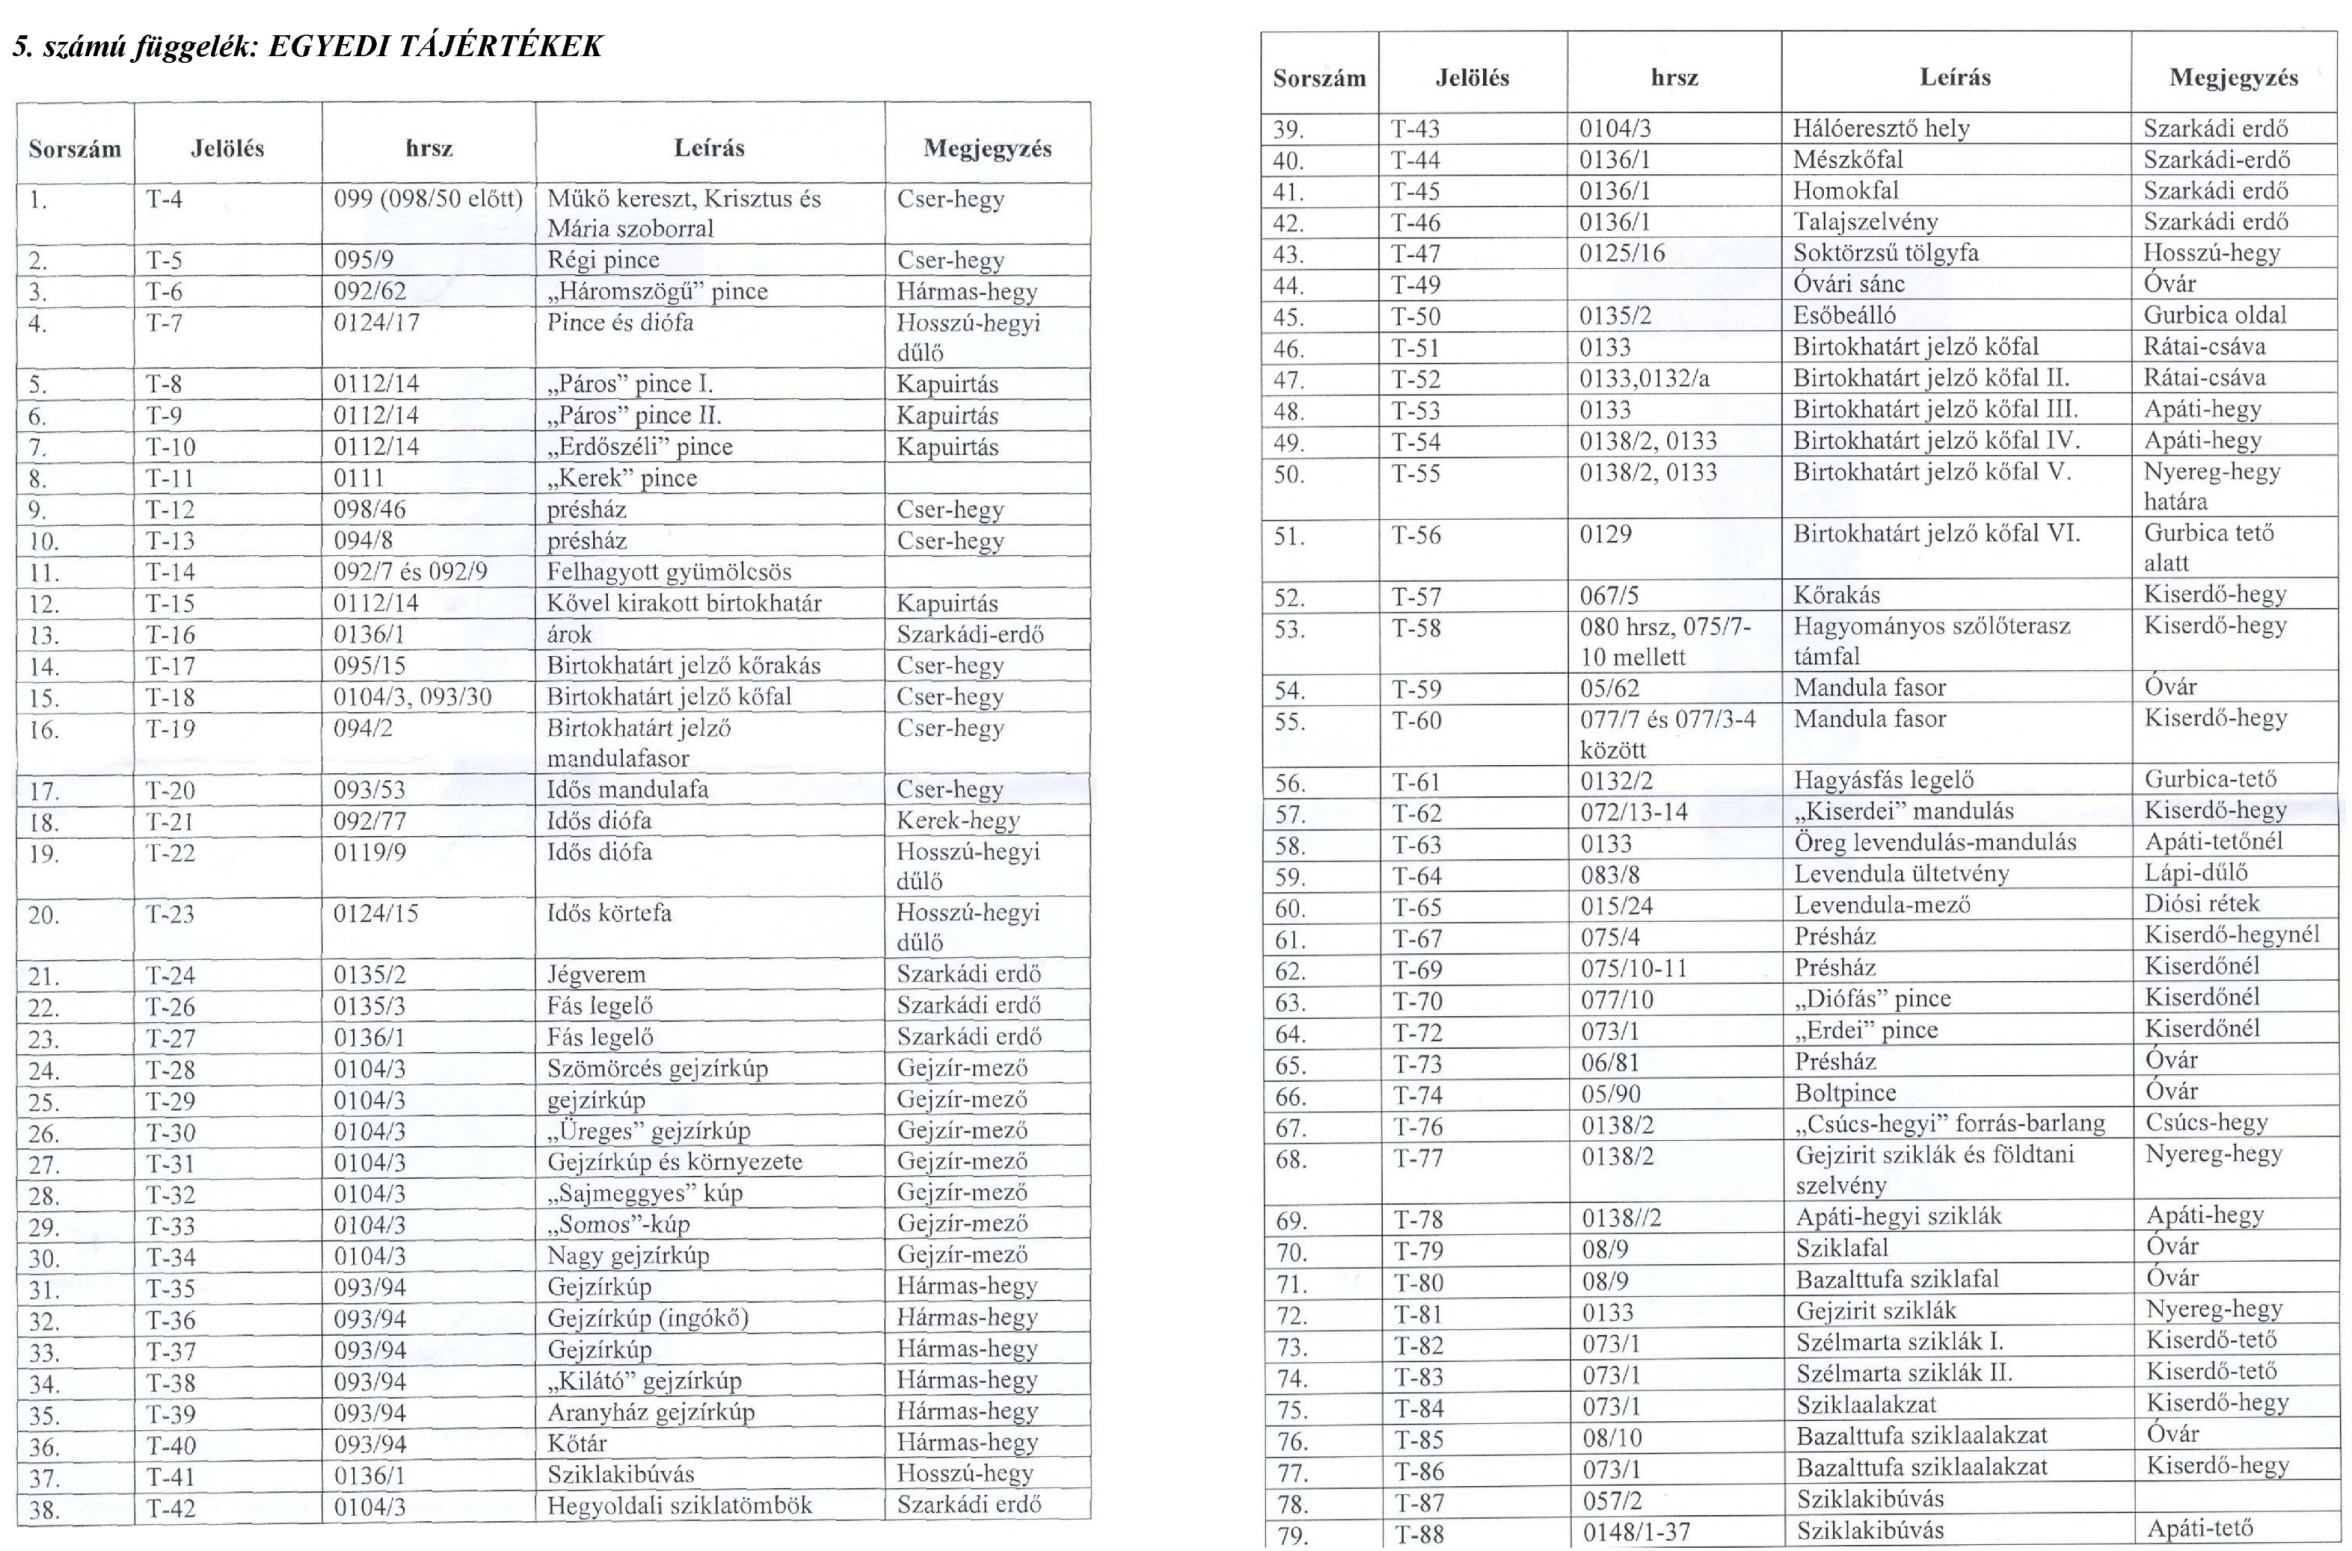 5. számú függelék: EGYEDI TÁJÉRTÉKEK
Sorszám Jelölés hrsz Leírás Megjegyzés
1. T-4 099 (098/50 előtt) Műkő kereszt, Krisztus és Cser-hegy
Mária szoborral
2. T-5 095/9 Régi pince Cser-hegy
3. T-6 092/62 „Háromszögű” pince Hármas-hegy
4. T-7 0124/17 Pince és diófa Hosszú-hegyi
dűlő
5. T-8 0112/14 „Páros” pince I. Kapuirtás
6. T-9 0112/14 „Páros” pince II. Kapuirtás
7. T-10 0112/14 „Erdőszéli” pince Kapuirtás
8. T-11 0111 „Kerek” pince
9. T-12 098/46 présház Cser-hegy
10. T-13 094/8 présház Cser-hegy
11. T-14 092/7 és 092/9 Felhagyott gyümölcsös
12. T-15 0112/14 Kővel kirakott birtokhatár Kapuirtás
13. T-16 0136/1 árok Szarkádi-erdő
14. T-17 095/15 Birtokhatárt jelző kőrakás Cser-hegy
15. T-18 0104/3, 093/30 Birtokhatárt jelző kőfal Cser-hegy
16. T-19 094/2 Birtokhatárt jelző Cser-hegy
mandulafasor
17. T-20 093/53 Idős mandulafa Cser-hegy
18. T-21 092/77 Idős diófa Kerek-hegy
19. T-22 0119/9 Idős diófa Hosszú-hegyi
dűlő
20. T-23 0124/15 Idős körtefa Hosszú-hegyi
dűlő
21. T-24 0135/2 Jégverem Szarkádi erdő
22. T-26 0135/3 Fás legelő Szarkádi erdő
23. T-27 0136/1 Fás legelő Szarkádi erdő
24. T-28 0104/3 Szömörcés gejzírkúp Gejzír-mező
25. T-29 0104/3 gejzírkúp Gejzír-mező
26. T-30 0104/3 „Üreges” gejzírkúp Gejzír-mező
27. T-31 0104/3 Gejzírkúp és környezete Gejzír-mező
28. T-32 0104/3 „Sajmeggyes” kúp Gejzír-mező
29. T-33 0104/3 „Somos”-kúp Gejzír-mező
30. T-34 0104/3 Nagy gejzírkúp Gejzír-mező
31. T-35 093/94 Gejzírkúp Hármas-hegy
32. T-36 093/94 Gejzírkúp (ingókő) Hármas-hegy
33. T-37 093/94 Gejzírkúp Hármas-hegy
34. T-38 093/94 „Kilátó” gejzírkúp Hármas-hegy
35. T-39 093/94 Aranyház gejzírkúp Hármas-hegy
36. T-40 093/94 Kőtár Hármas-hegy
37. T-41 0136/1 Sziklakibúvás Hosszú-hegy
38. T-42 0104/3 Hegyoldali sziklatömbök Szarkádi erdő
Sorszám Jelölés hrsz Leírás Megjegyzés
39. T-43 0104/3 Hálóeresztő hely Szarkádi erdő
40. T-44 0136/1 Mészkőfal Szarkádi-erdő
41. T-45 0136/1 Homokfal Szarkádi erdő
42. T-46 0136/1 Talajszelvény Szarkádi erdő
43. T-47 0125/16 Soktörzsű tölgyfa Hosszú-hegy
44. T-49 Óvári sánc Óvár
45. T-50 0135/2 Esőbeálló Gurbica oldal
46. T-51 0133 Birtokhatárt jelző kőfal Rátai-csáva
47. T-52 0133,0132/a Birtokhatárt jelző kőfal II. Rátai-csáva
48. T-53 0133 Birtokhatárt jelző kőfal III. Apáti-hegy
49. T-54 0138/2, 0133 Birtokhatárt jelző kőfal IV. Apáti-hegy
50. T-55 0138/2, 0133 Birtokhatárt jelző kőfal V. Nyereg-hegy
határa
51. T-56 0129 Birtokhatárt jelző kőfal VI. Gurbica tető
alatt
52. T-57 067/5 Kőrakás Kiserdő-hegy
53. T-58 080 hrsz, 075/7- Hagyományos szőlőterasz Kiserdő-hegy
10 mellett támfal
54. T-59 05/62 Mandula fasor Óvár
55. T-60 077/7 és 077/3-4 Mandula fasor Kiserdő-hegy
között
56. T-61 0132/2 Hagyásfás legelő Gurbica-tető
57. T-62 072/13-14 „Kiserdei” mandulás Kiserdő-hegy
58. T-63 0133 Öreg levendulás-mandulás Apáti-tetőnél
59. T-64 083/8 Levendula ültetvény Lápi-dűlő
60. T-65 015/24 Levendula-mező Diósi rétek
61. T-67 075/4 Présház Kiserdő-hegynél
62. T-69 075/10-11 Présház Kiserdőnél
63. T-70 077/10 „Diófás” pince Kiserdőnél
64. T-72 073/1 „Erdei” pince Kiserdőnél
65. T-73 06/81 Présház Óvár
66. T-74 05/90 Boltpince Óvár
67. T-76 0138/2 „Csúcs-hegyi” forrás-barlang Csúcs-hegy
68. T-77 0138/2 Gejzirit sziklák és földtani Nyereg-hegy
szelvény
69. T-78 0138//2 Apáti-hegyi sziklák Apáti-hegy
70. T-79 08/9 Sziklafal Óvár
71. T-80 08/9 Bazalttufa sziklafal Óvár
72. T-81 0133 Gejzirit sziklák Nyereg-hegy
73. T-82 073/1 Szélmarta sziklák I. Kiserdő-tető
74. T-83 073/1 Szélmarta sziklák II. Kiserdő-tető
75. T-84 073/1 Sziklaalakzat Kiserdő-hegy
76. T-85 08/10 Bazalttufa sziklaalakzat Óvár
77. T-86 073/1 Bazalttufa sziklaalakzat Kiserdő-hegy
78. T-87 057/2 Sziklakibúvás
79. T-88 0148/1-37 Sziklakibúvás Apáti-tető